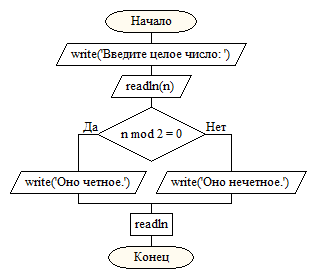 Начало
write('Введите целое число: ')
readln(n)
n mod 2 = 0
Да
Нет
write('Оно четное.')
write('Оно нечетное.')
readln
Конец